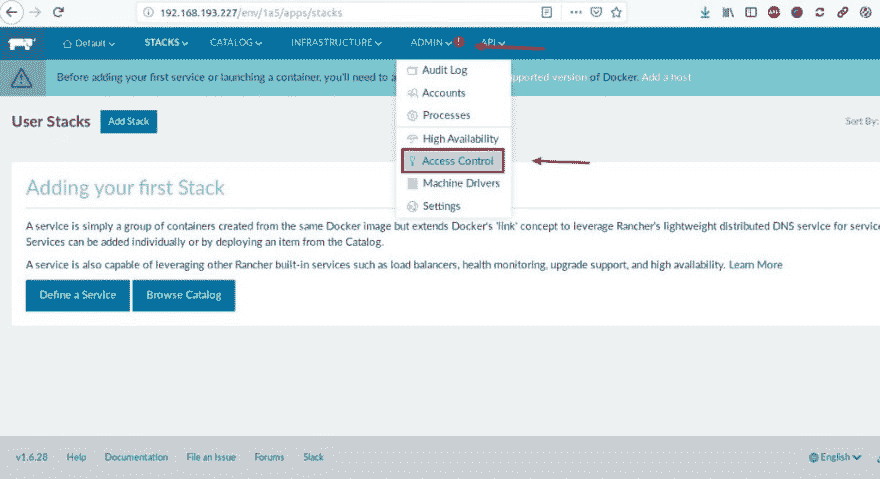 192.168.193.227/env/1a5/apps/stacks
Default STACKS CATALOG INFRASTRUCTURE ADMIN ! API
Before adding your first service or launching a container, you'll need to a pported version of Docker. Add a host
Audit Log
Accounts
Processes
High Availability
Access Control
Machine Drivers
Settings
User Stacks Add Stack Sort By:
Adding your first Stack
A service is simply a group of containers created from the same Docker image but extends Docker's 'link' concept to leverage Rancher's lightweight distributed DNS service for service
Services can be added individually or by deploying an item from the Catalog.
A service is also capable of leveraging other Rancher built-in services such as load balancers, health monitoring, upgrade support, and high availability. Learn More
Define a Service Browse Catalog
v1.6.28 Help Documentation File an Issue Forums Slack English